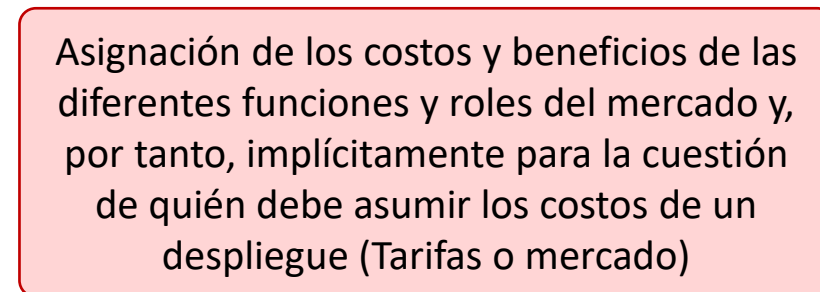 Asignación de los costos y beneficios de las
diferentes funciones y roles del mercado y,
por tanto, implícitamente para la cuestión
de quién debe asumir los costos de un
despliegue (Tarifas o mercado)